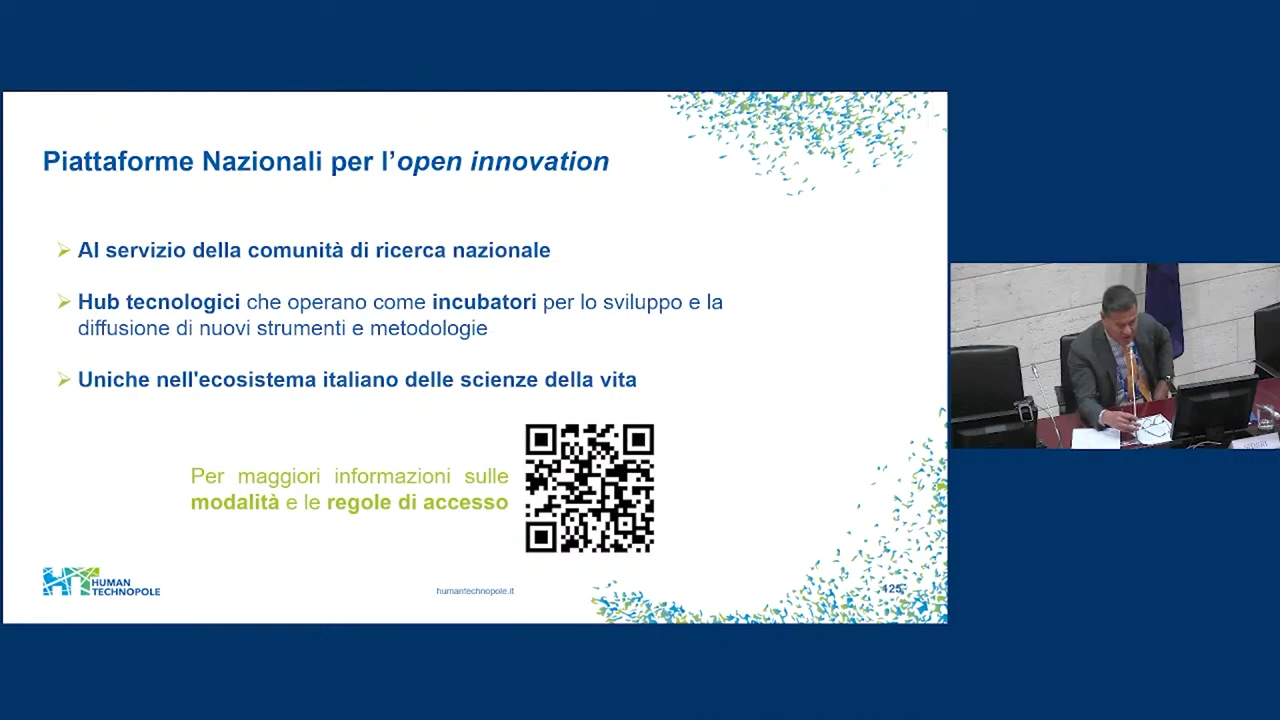 Piattaforme Nazionali per l’open innovation
Al servizio della comunità di ricerca nazionale
Hub tecnologici che operano come incubatori per lo sviluppo e la
diffusione di nuovi strumenti e metodologie
Uniche nell'ecosistema italiano delle scienze della vita
Per maggiori informazioni sulle
modalità e le regole di accesso
HUMAN
TECHNOPOLE
humantechnopole.it
125